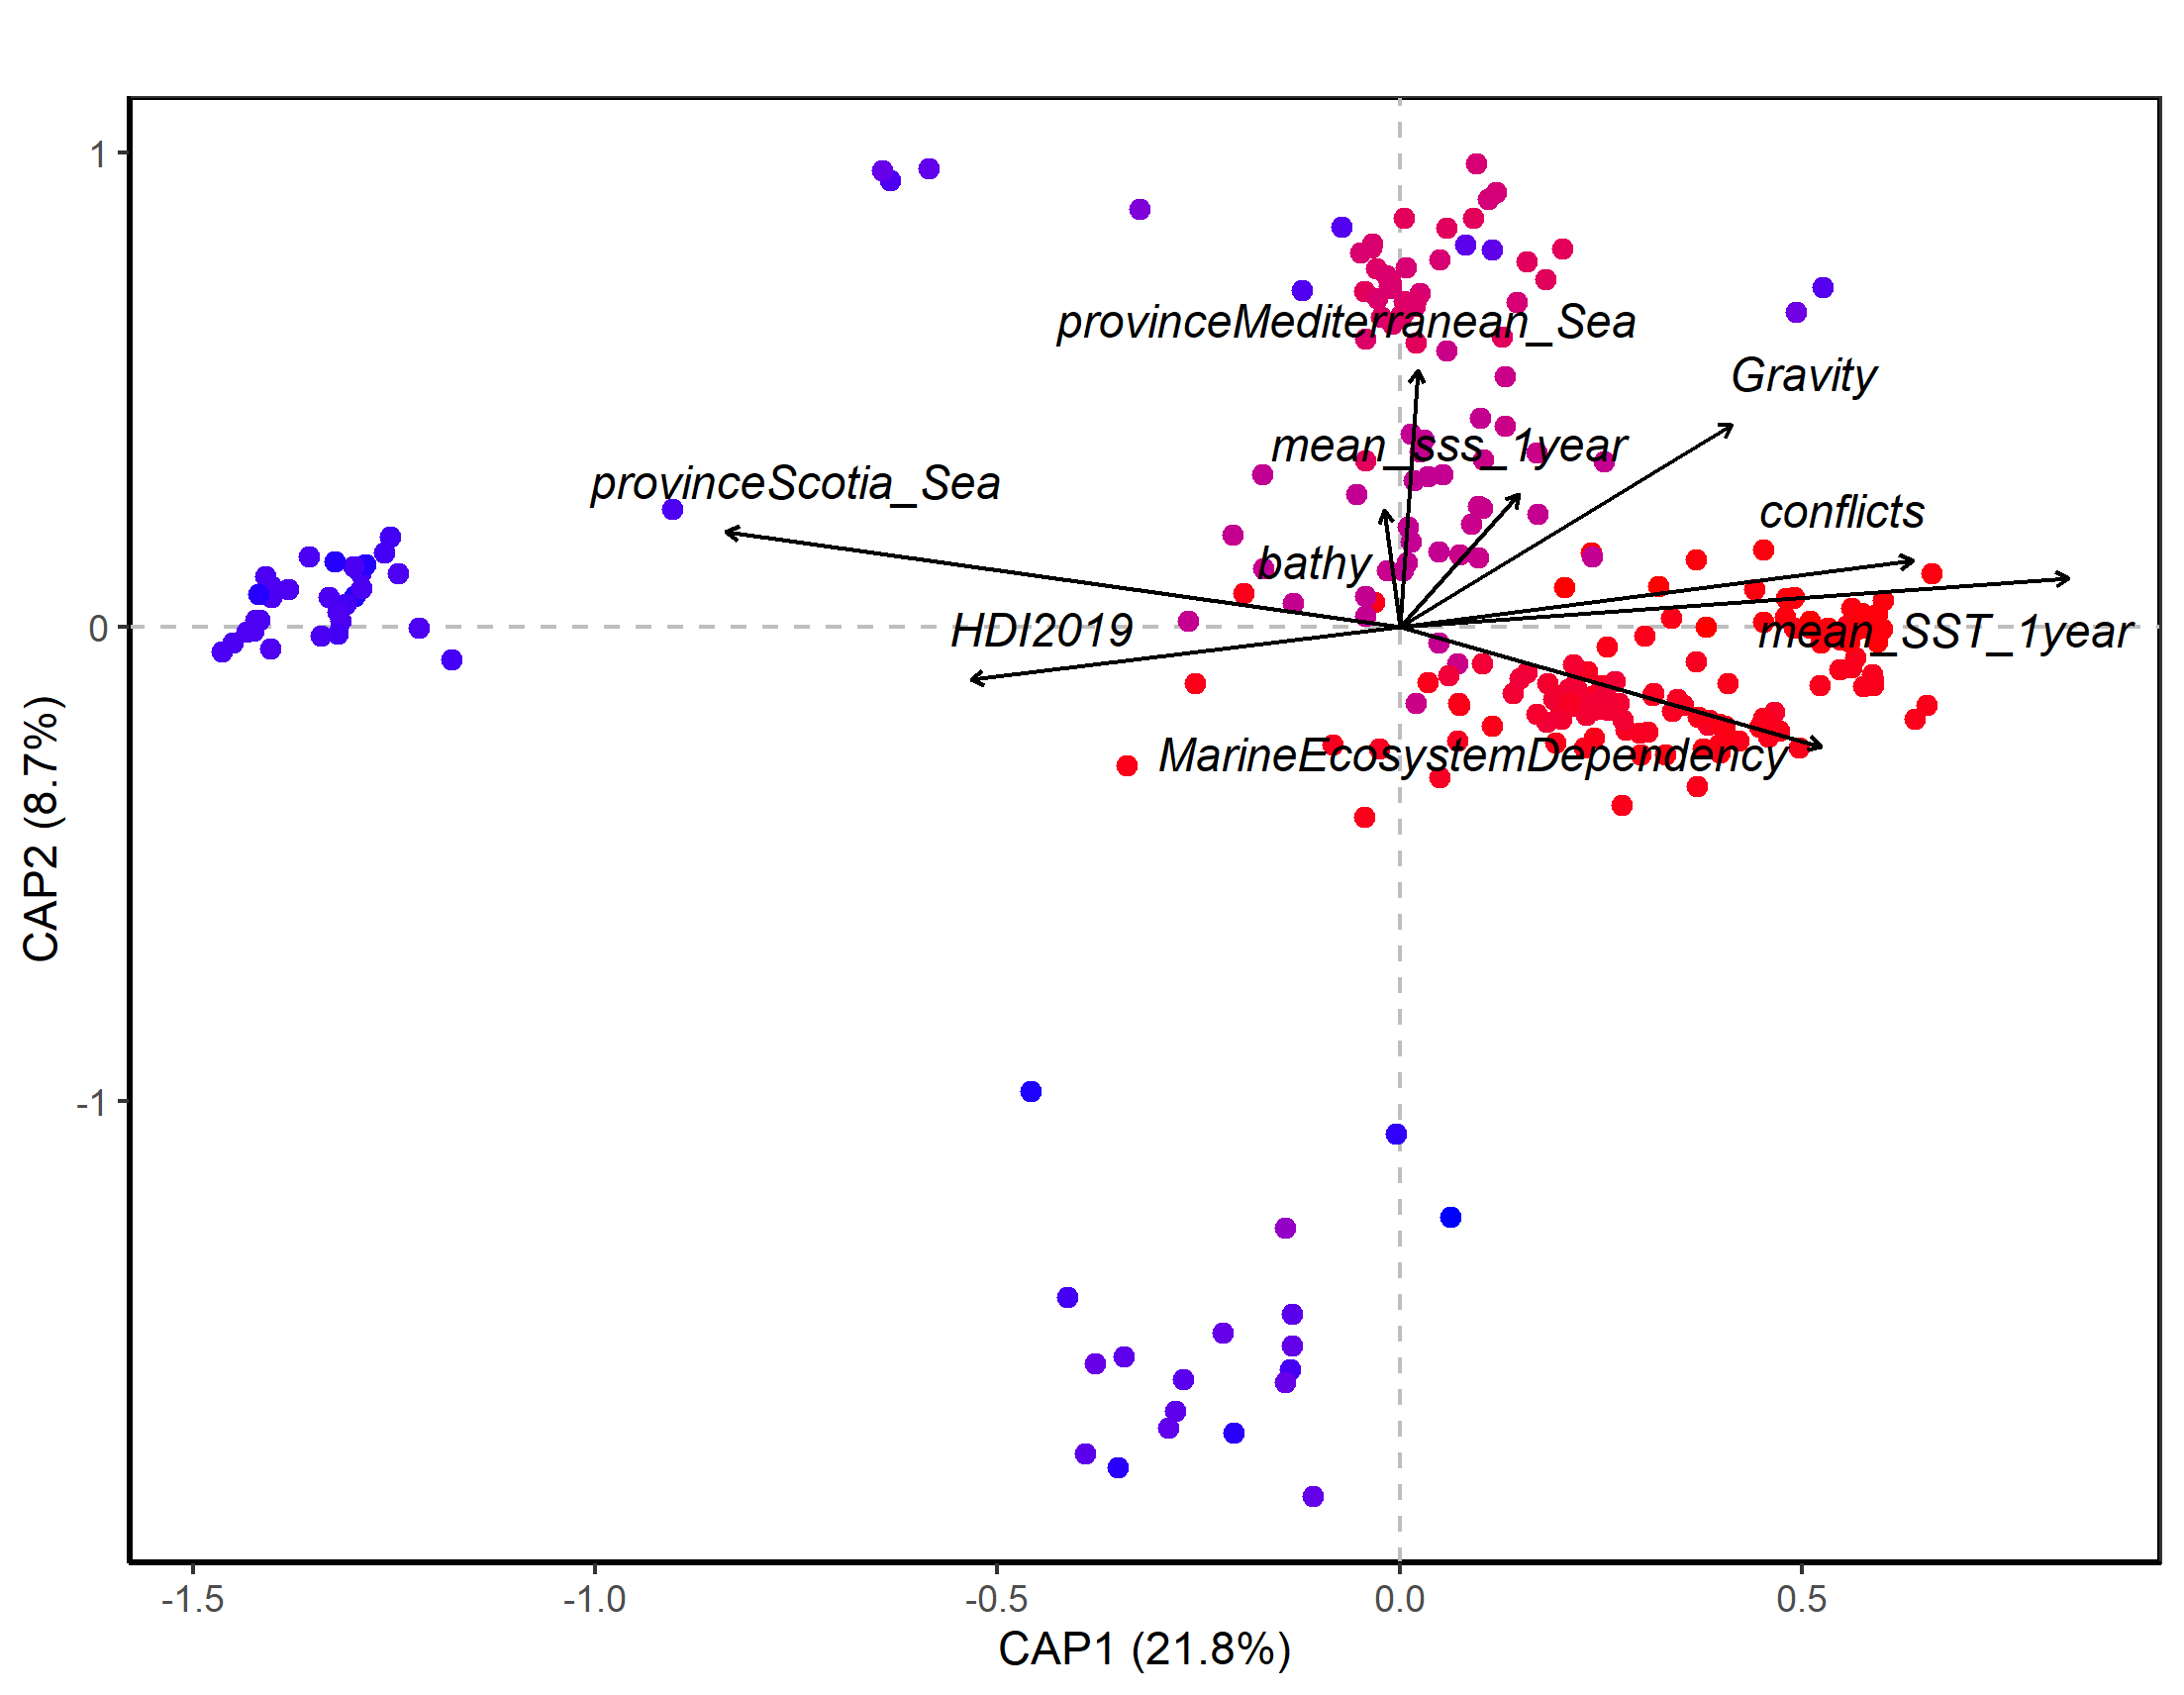 1
provinceMediterranean_Sea
Gravity
mean_sss_1year
provinceScotia_Sea
conflicts
bathy
0
HDI2019
mean_SST_1year
MarineEcosystemDependency
CAP2 (8.7%)
-1
-1.5
-1.0
-0.5
0.0
0.5
CAP1 (21.8%)